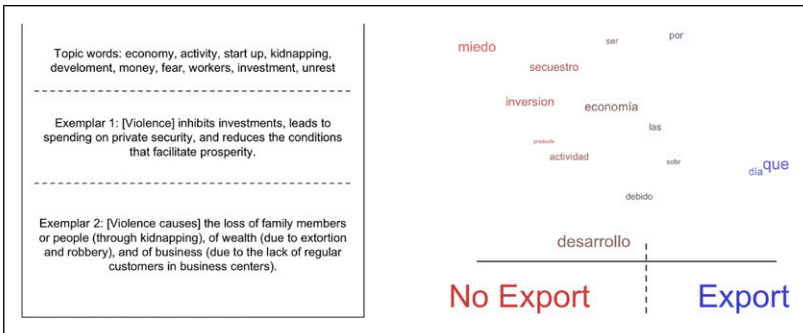 Topic words: economy, activity, start up, kidnapping,
develoment, money, fear, workers, investment, unrest
Exemplar 1: [Violence] inhibits investments, leads to
spending on private security, and reduces the conditions
that facilitate prosperity.
Exemplar 2: [Violence causes] the loss of family members
or people (through kidnapping), of wealth (due to extortion
and robbery), and of business (due to the lack of regular
customers in business centers).
por
ser
miedo
secuestro
inversion
economía
las
producto
actividad
sobr
día
que
debido
desarrollo
No Export
Export